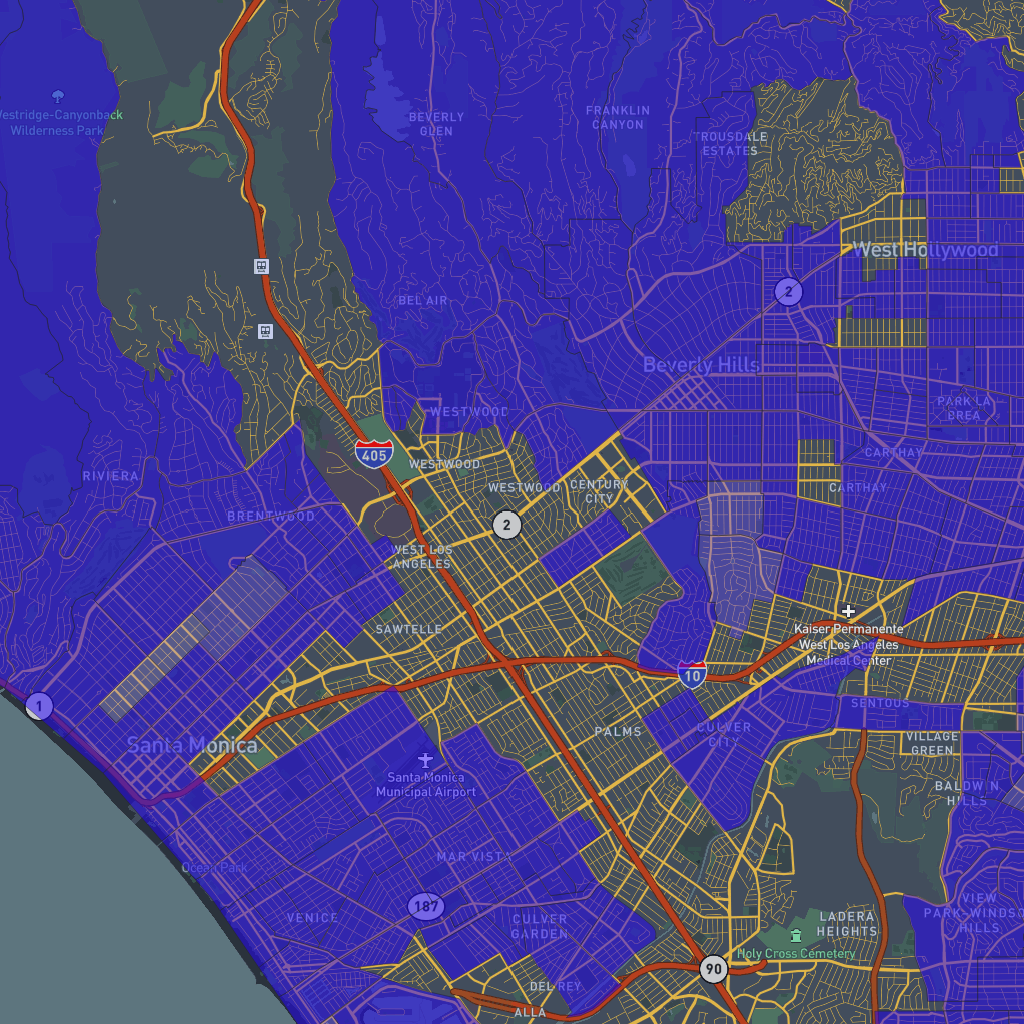 Westridge-Canyonback
Wilderness Park
BEVERLY
GLEN
FRANKLIN
CANYON
TROUSDALE
ESTATES
West Hollywood
2
BEL AIR
Beverly Hills
PARK LA
BREA
WESTWOOD
405
WESTWOOD
CARTHAY
RIVIERA
WESTWOOD
CENTURY
CITY
CARTHAY
BRENTWOOD
2
WEST LOS
ANGELES
SAWTELLE
Kaiser Permanente
West Los Angeles
Medical Center
10
1
SENTOUS
Santa Monica
PALMS
CULVER
CITY
VILLAGE
GREEN
Santa Monica
Municipal Airport
BALDWIN
HILLS
MAR VISTA
Ocean Park
187
VENICE
CULVER
GARDEN
VIEW
PARK-WINDSO
HILLS
LADERA
HEIGHTS
Holy Cross Cemetery
90
DEL REY
ALLA